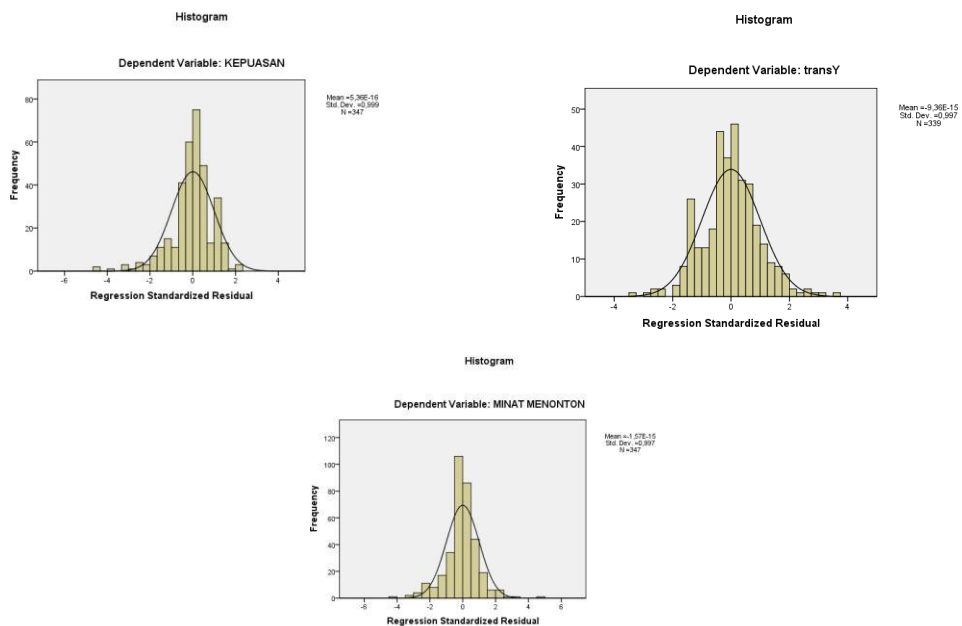 Histogram
Dependent Variable: KEPUASAN
Mean =5,36E-16
Std. Dev. =0,999
N =347
80
60
40
20
0
Frequency
-6 -4 -2 0 2 4
Regression Standardized Residual
Histogram
Dependent Variable: transY
Mean =-9,36E-15
Std. Dev. =0,997
N =339
50
40
30
20
10
0
Frequency
-4 -2 0 2 4
Regression Standardized Residual
Histogram
Dependent Variable: MINAT MENONTON
Mean =-1,57E-15
Std. Dev. =0,997
N =347
120
100
80
60
40
20
0
Frequency
-6 -4 -2 0 2 4 6
Regression Standardized Residual